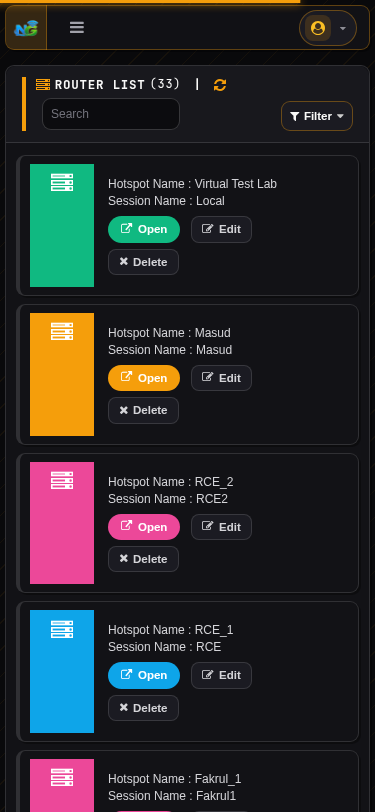 ROUTER LIST (33) |
Search
Filter
Hotspot Name : Virtual Test Lab
Session Name : Local
Open Edit
Delete
Hotspot Name : Masud
Session Name : Masud
Open Edit
Delete
Hotspot Name : RCE_2
Session Name : RCE2
Open Edit
Delete
Hotspot Name : RCE_1
Session Name : RCE
Open Edit
Delete
Hotspot Name : Fakrul_1
Session Name : Fakrul1